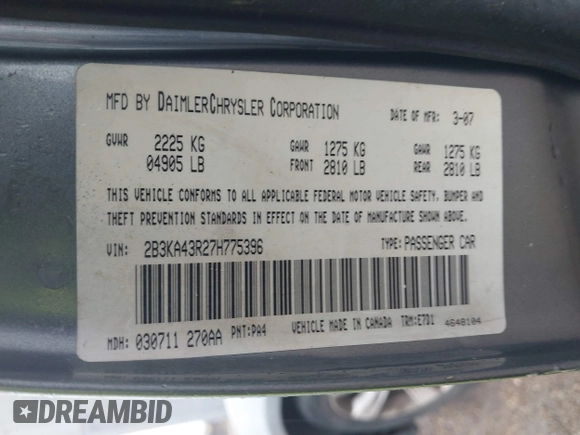 MFD BY DAIMLERCHRYSLER CORPORATION DATE OF MFR: 3-07
GVWR 2225 KG GAWR 1275 KG GAWR 1275 KG
04905 LB FRONT 2810 LB REAR 2810 LB
THIS VEHICLE CONFORMS TO ALL APPLICABLE FEDERAL MOTOR VEHICLE SAFETY, BUMPER AND
THEFT PREVENTION STANDARDS IN EFFECT ON THE DATE OF MANUFACTURE SHOWN ABOVE.
VIN: 2B3KA43R27H775396 TYPE: PASSENGER CAR
MDH: 030711 270AA PNT: PA4 VEHICLE MADE IN CANADA TRM: E7D1 4648104
DREAMBID